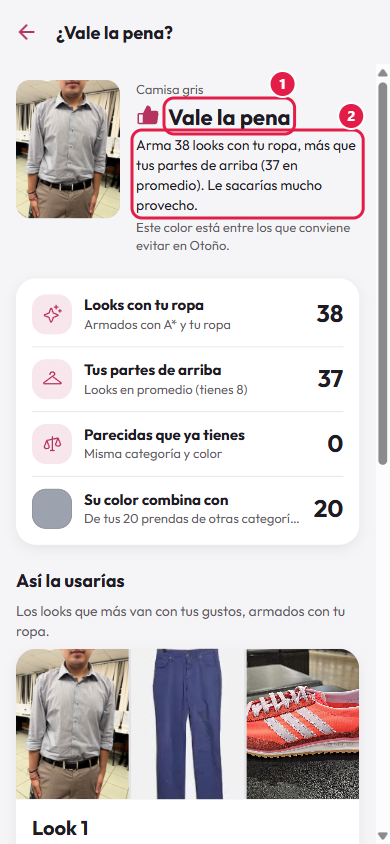 ¿Vale la pena?
Camisa gris
1
Vale la pena
2
Arma 38 looks con tu ropa, más que
tus partes de arriba (37 en
promedio). Le sacarías mucho
provecho.
Este color está entre los que conviene
evitar en Otoño.
Looks con tu ropa
Armados con A* y tu ropa
38
Tus partes de arriba
Looks en promedio (tienes 8)
37
Parecidas que ya tienes
Misma categoría y color
0
Su color combina con
De tus 20 prendas de otras categorí...
20
Así la usarías
Los looks que más van con tus gustos, armados con tu
ropa.
Look 1